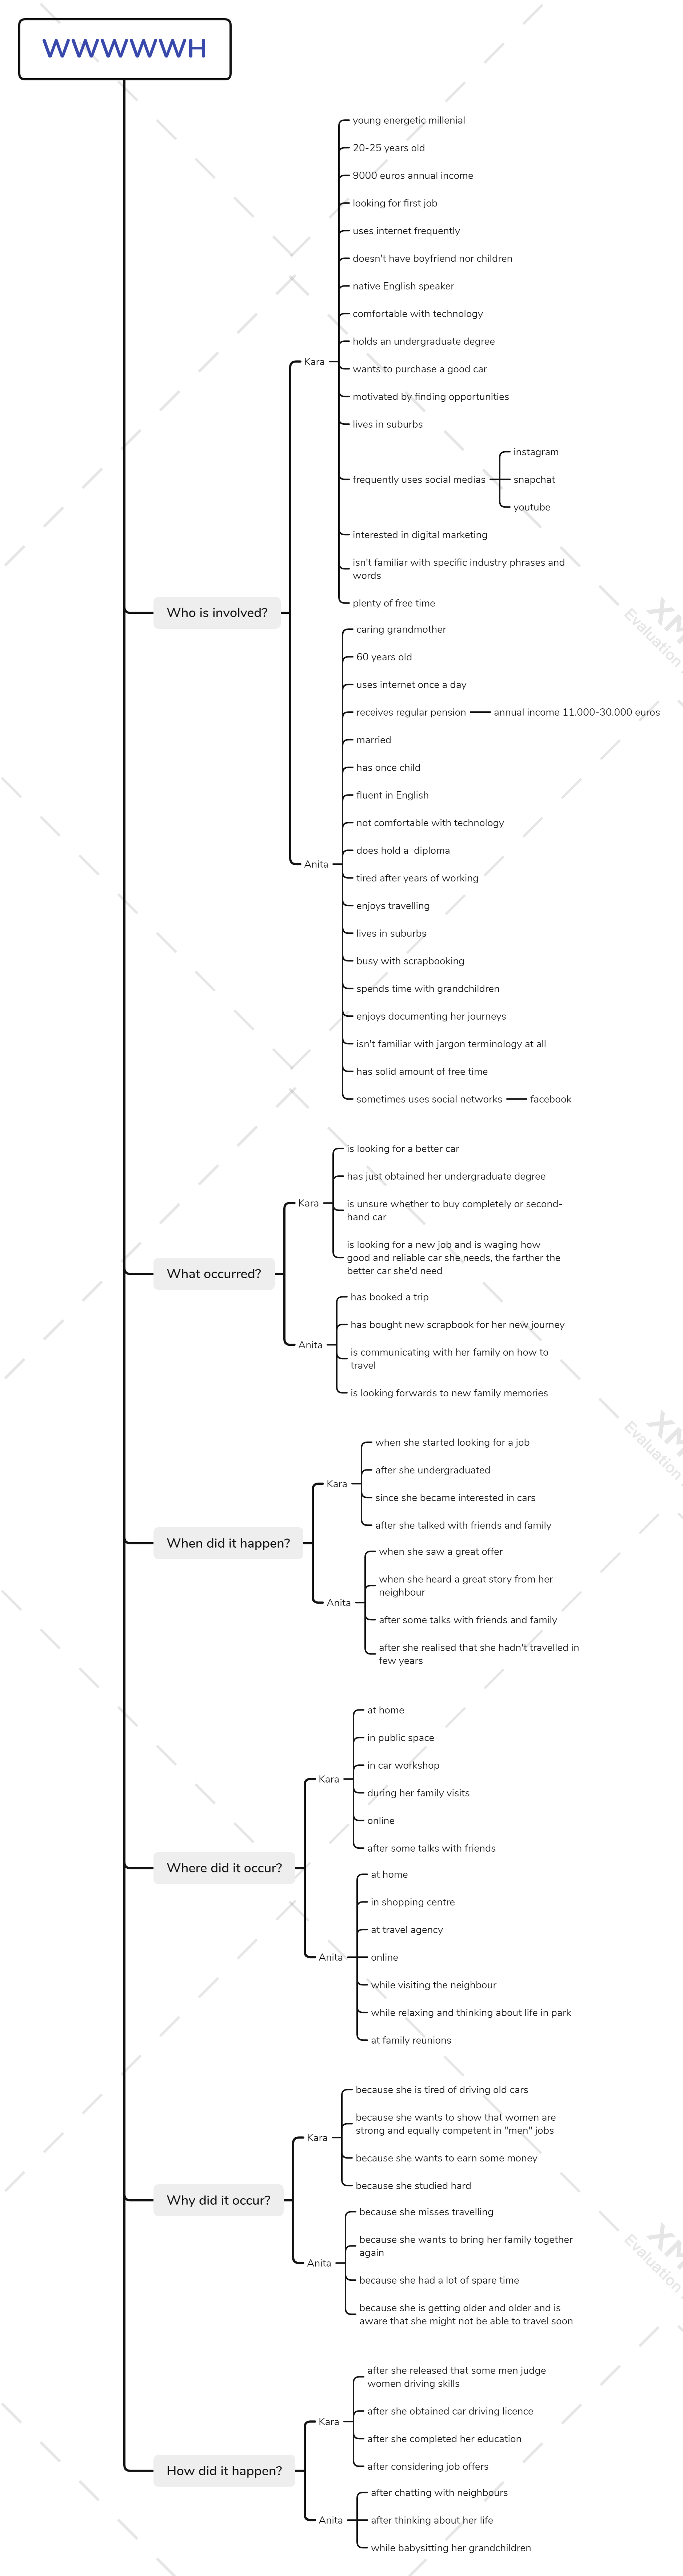 WWWWWH
Who is involved?
Kara
young energetic millenial
20-25 years old
9000 euros annual income
looking for first job
uses internet frequently
doesn't have boyfriend nor children
native English speaker
comfortable with technology
holds an undergraduate degree
wants to purchase a good car
motivated by finding opportunities
lives in suburbs
frequently uses social medias
instagram
snapchat
youtube
interested in digital marketing
isn't familiar with specific industry phrases and
words
plenty of free time
Anita
caring grandmother
60 years old
uses internet once a day
receives regular pension
annual income 11.000-30.000 euros
married
has once child
fluent in English
not comfortable with technology
does hold a  diploma
tired after years of working
enjoys travelling
lives in suburbs
busy with scrapbooking
spends time with grandchildren
enjoys documenting her journeys
isn't familiar with jargon terminology at all
has solid amount of free time
sometimes uses social networks
facebook
What occurred?
Kara
is looking for a better car
has just obtained her undergraduate degree
is unsure whether to buy completely or second-
hand car
is looking for a new job and is waging how
good and reliable car she needs, the farther the
better car she'd need
Anita
has booked a trip
has bought new scrapbook for her new journey
is communicating with her family on how to
travel
is looking forwards to new family memories
When did it happen?
Kara
when she started looking for a job
after she undergraduated
since she became interested in cars
after she talked with friends and family
Anita
when she saw a great offer
when she heard a great story from her
neighbour
after some talks with friends and family
after she realised that she hadn't travelled in
few years
Where did it occur?
Kara
at home
in public space
in car workshop
during her family visits
online
after some talks with friends
Anita
at home
in shopping centre
at travel agency
online
while visiting the neighbour
while relaxing and thinking about life in park
at family reunions
Why did it occur?
Kara
because she is tired of driving old cars
because she wants to show that women are
strong and equally competent in "men" jobs
because she wants to earn some money
because she studied hard
Anita
because she misses travelling
because she wants to bring her family together
again
because she had a lot of spare time
because she is getting older and older and is
aware that she might not be able to travel soon
How did it happen?
Kara
after she released that some men judge
women driving skills
after she obtained car driving licence
after she completed her education
after considering job offers
Anita
after chatting with neighbours
after thinking about her life
while babysitting her grandchildren
XM
Evaluation
XM
Evaluation
XM
Evaluation